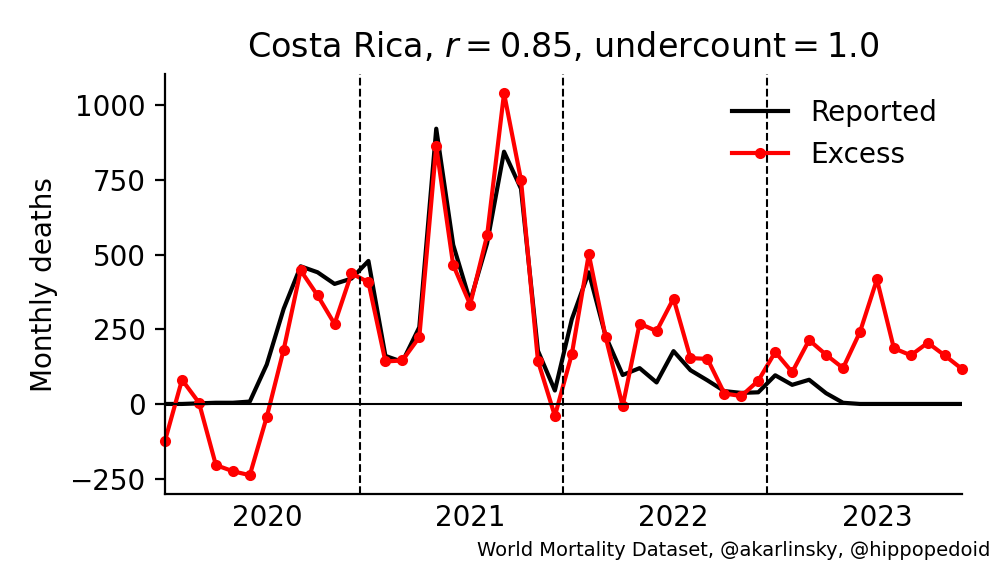 Costa Rica, r = 0.85, undercount = 1.0
Reported
Excess
Monthly deaths
1000
750
500
250
0
−250
2020 2021 2022 2023
World Mortality Dataset, @akarlinsky, @hippopedoid